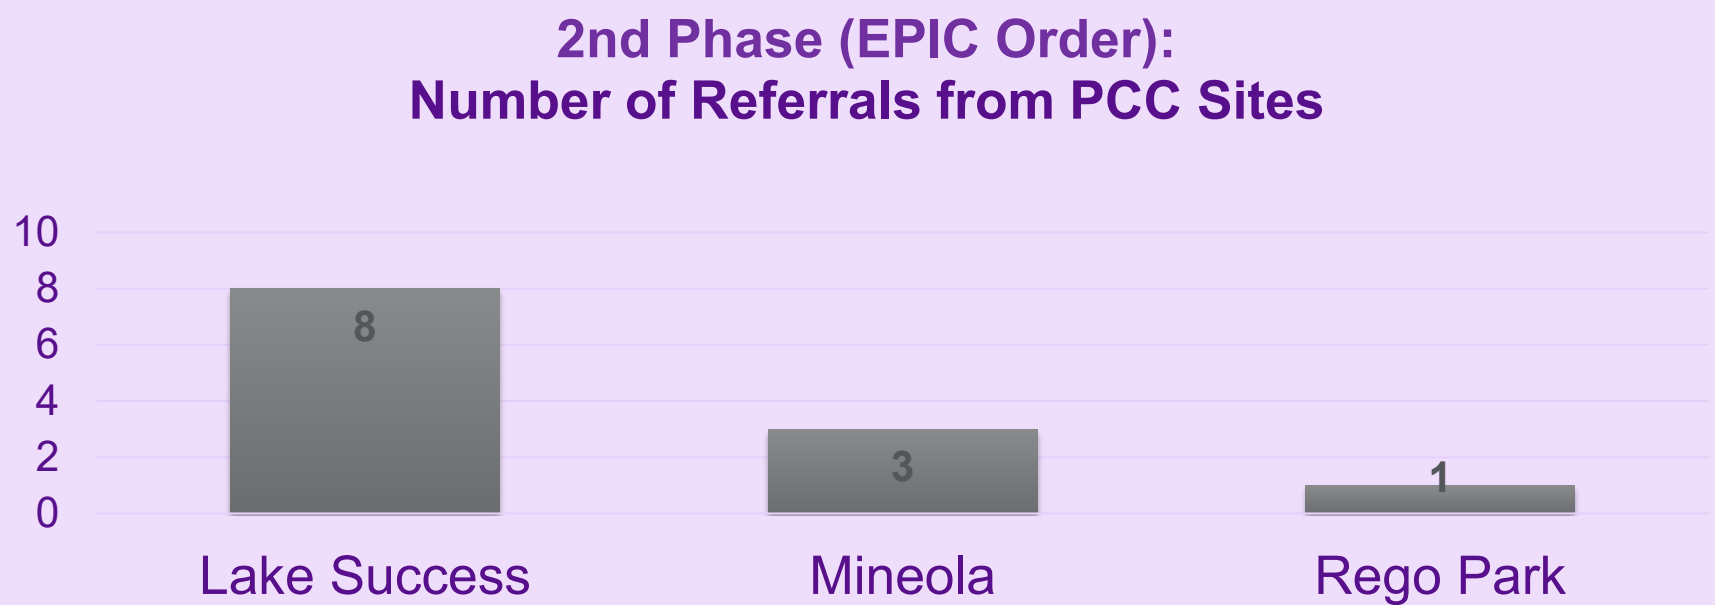 2nd Phase (EPIC Order):
Number of Referrals from PCC Sites
10
8
6
4
2
0
8
3
1
Lake Success
Mineola
Rego Park